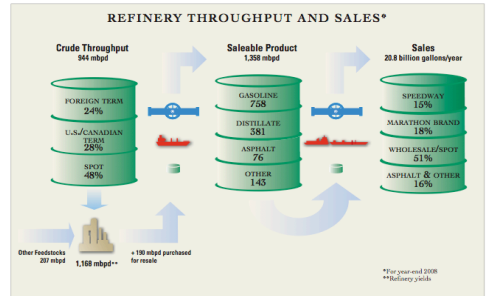 REFINERY THROUGHPUT AND SALES*
Crude Throughput
944 mbpd
FOREIGN TERM
24%
U.S./CANADIAN
TERM
28%
SPOT
48%
Other Feedstocks
207 mbpd
1,168 mbpd**
+ 190 mbpd purchased
for resale
Saleable Product
1,358 mbpd
GASOLINE
758
DISTILLATE
381
ASPHALT
76
OTHER
143
Sales
20.8 billion gallons/year
SPEEDWAY
15%
MARATHON BRAND
18%
WHOLESALE/SPOT
51%
ASPHALT & OTHER
16%
*For year-end 2008
**Refinery yields